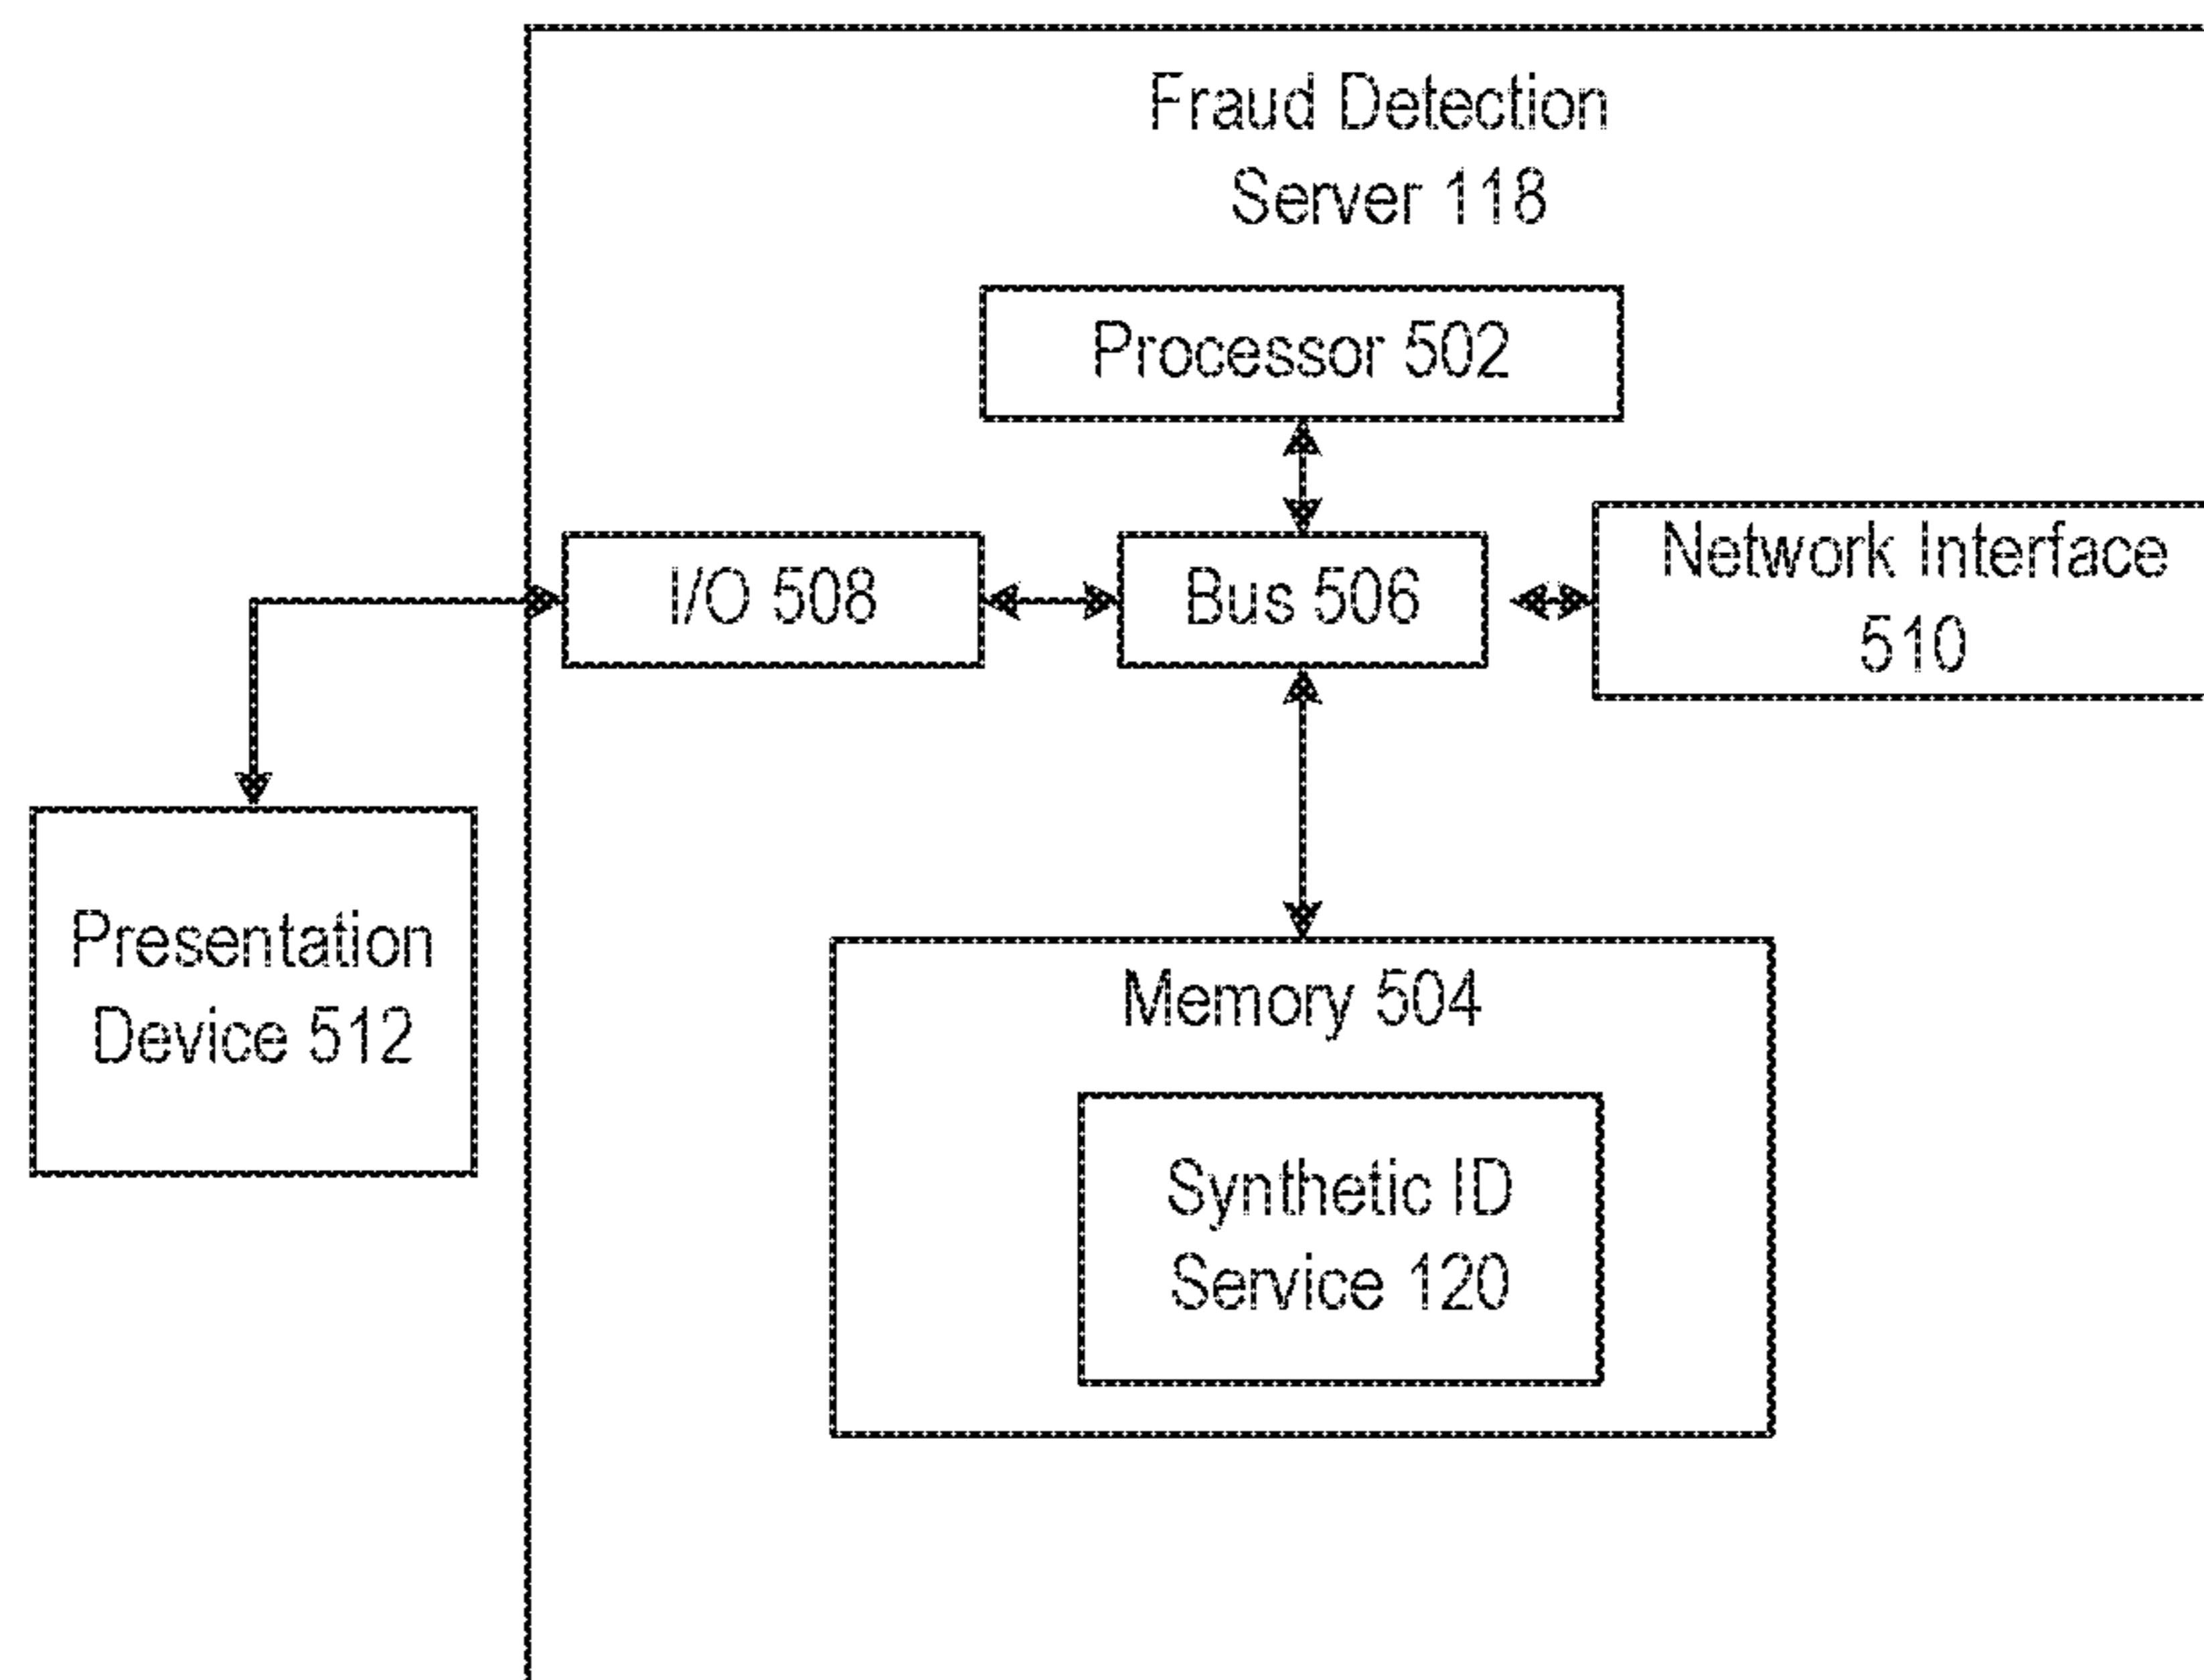 Fraud Detection
Server 118
Processor 502
I/O 508
Bus 506
Network Interface
510
Presentation
Device 512
Memory 504
Synthetic ID
Service 120